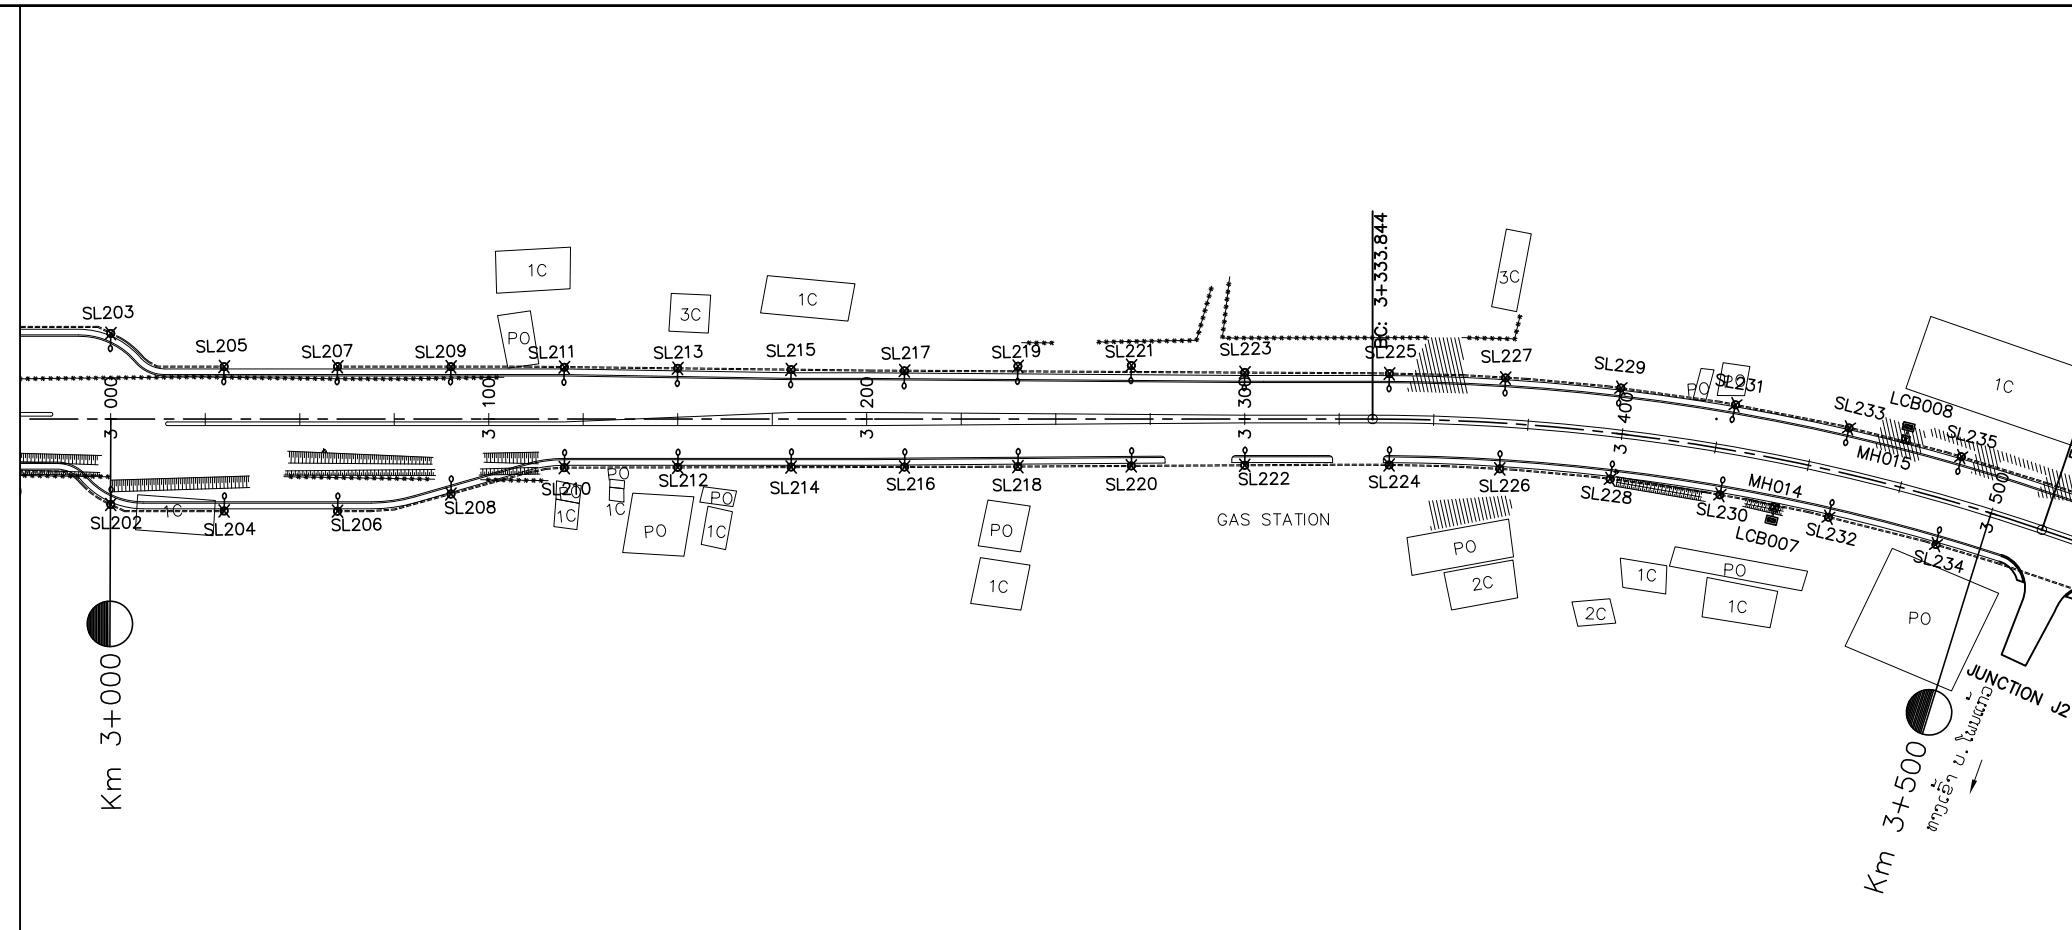 1C
3C
1C
BC: 3+333.844
3C
SL203
PO
SL205
SL207
SL209
SL211
SL213
SL215
SL217
SL219
SL221
SL223
SL225
SL227
SL229
PO
PO
SL231
SL233
LCB008
1C
SL235
MH015
3 000
3 100
3 200
3 300
3 400
3 500
SL202
1C
SL204
SL206
SL208
SL210
PO
1C
PO
1C
SL212
PO
PO
1C
SL214
SL216
SL218
PO
1C
SL220
SL222
GAS STATION
SL224
SL226
PO
2C
SL228
MH014
SL230
LCB007
SL232
SL234
1C
PO
1C
2C
PO
JUNCTION J2
Km 3+000
Km 3+500